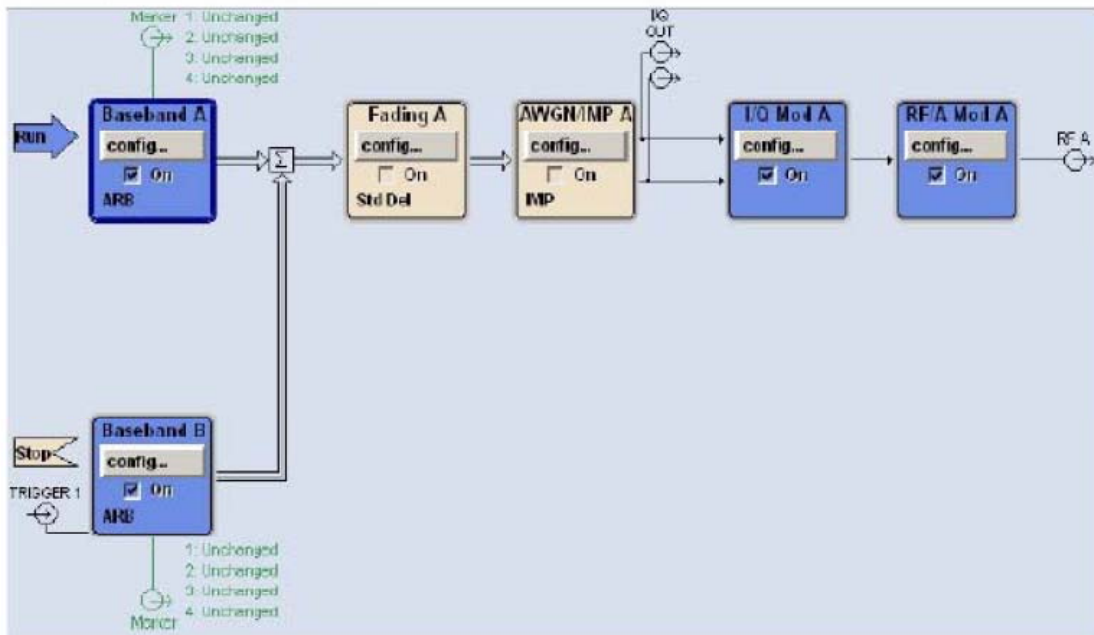 Marker 1: Unchanged
2: Unchanged
3: Unchanged
4: Unchanged
I/Q
OUT
Run
Baseband A
config...
On
ARB
Σ
Fading A
config...
On
Std Del
AWGN/IMP A
config...
On
IMP
I/Q Mod A
config...
On
RF/A Mod A
config...
On
RF A
Stop
TRIGGER 1
Baseband B
config...
On
ARB
1: Unchanged
2: Unchanged
3: Unchanged
4: Unchanged
Marker